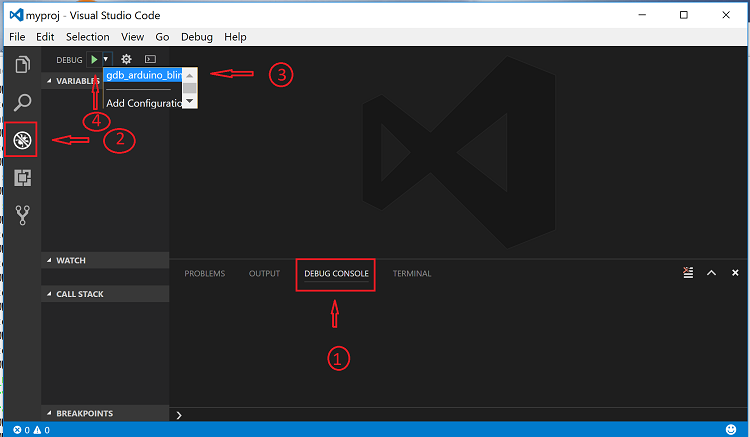 myproj - Visual Studio Code
File Edit Selection View Go Debug Help
DEBUG
gdb_arduino_blin
3
VARIABLES
Add Configuratio
4
2
WATCH
PROBLEMS OUTPUT DEBUG CONSOLE TERMINAL
CALL STACK
1
BREAKPOINTS
0 0